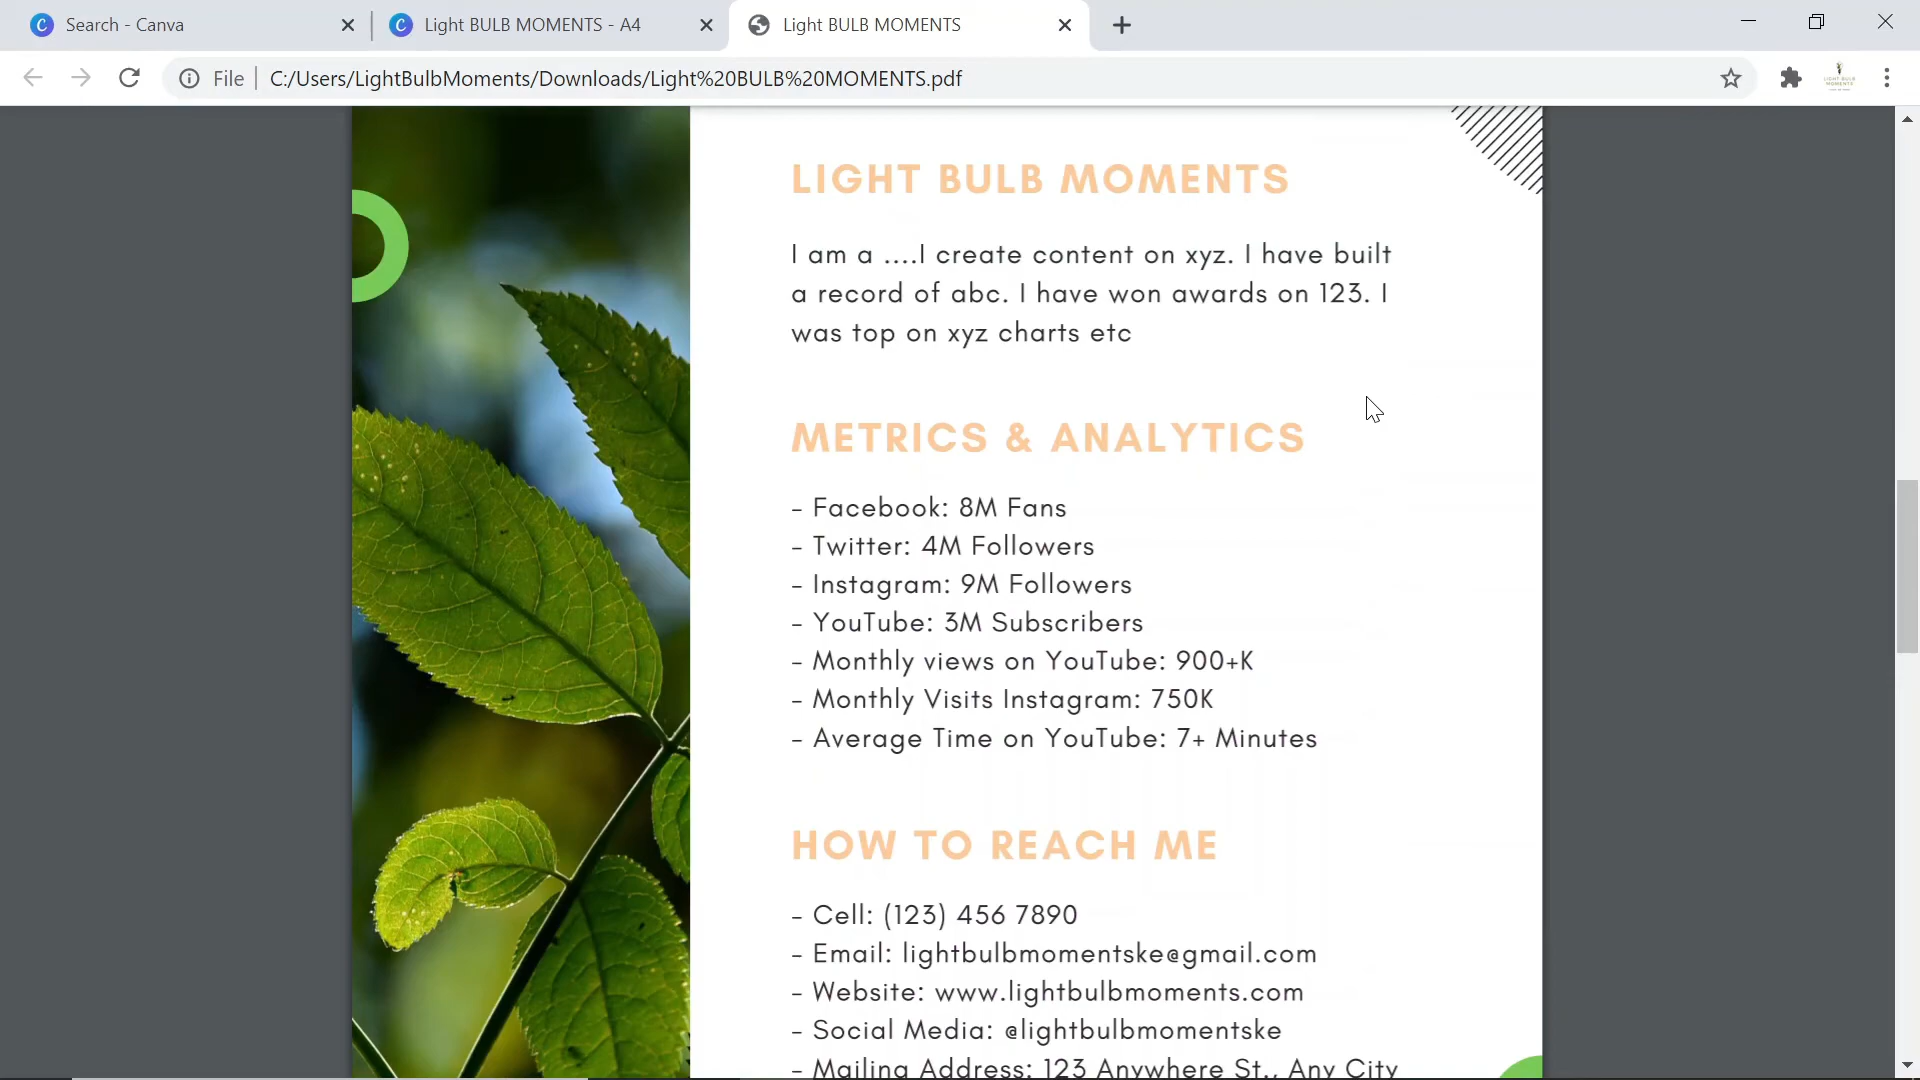 Search - Canva
Light BULB MOMENTS - A4
Light BULB MOMENTS
File
C:/Users/LightBulbMoments/Downloads/Light%20BULB%20MOMENTS.pdf
LIGHT BULB MOMENTS
I am a ....I create content on xyz. I have built
a record of abc. I have won awards on 123. I
was top on xyz charts etc
METRICS & ANALYTICS
- Facebook: 8M Fans
- Twitter: 4M Followers
- Instagram: 9M Followers
- YouTube: 3M Subscribers
- Monthly views on YouTube: 900+K
- Monthly Visits Instagram: 750K
- Average Time on YouTube: 7+ Minutes
HOW TO REACH ME
- Cell: (123) 456 7890
- Email: lightbulbmomentske@gmail.com
- Website: www.lightbulbmoments.com
- Social Media: @lightbulbmomentske
- Mailing Address: 123 Anywhere St., Any City